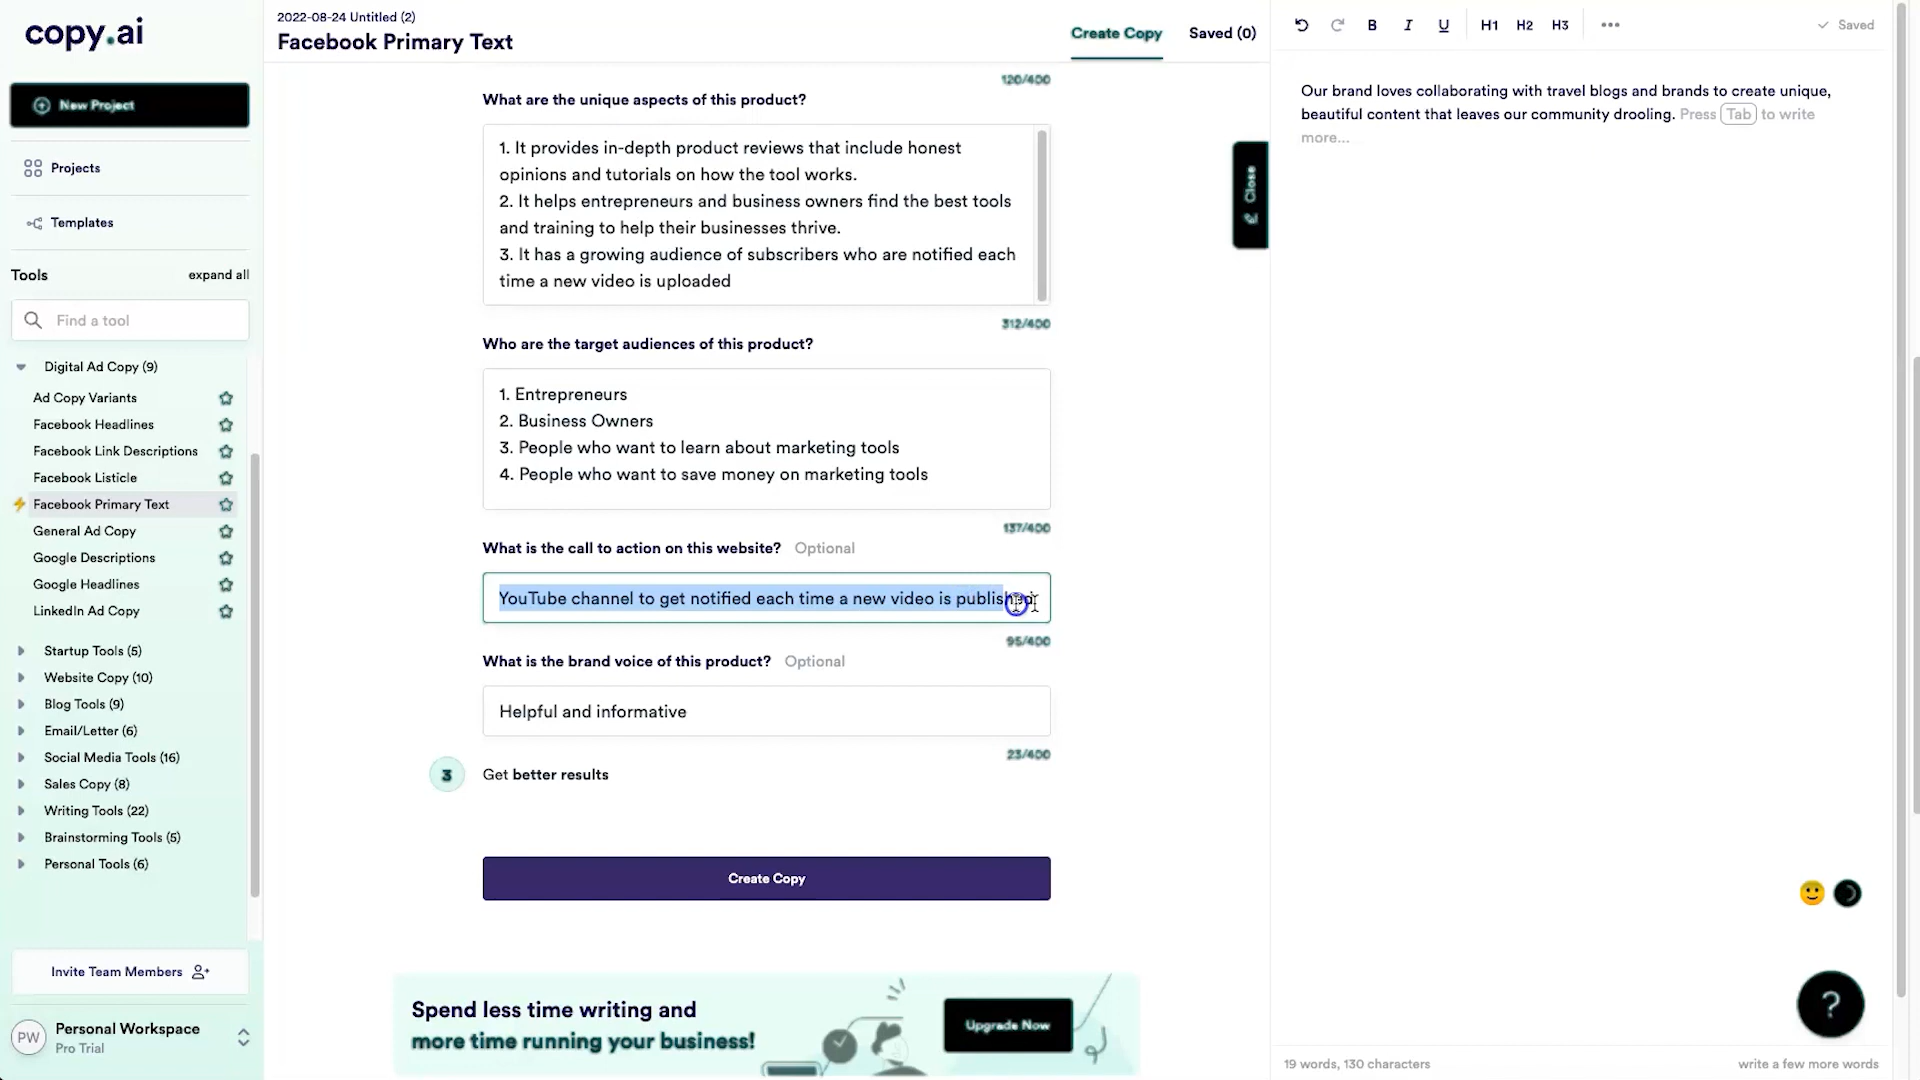 copy.ai
New Project
Projects
Templates
Tools
expand all
Find a tool
Digital Ad Copy (9)
Ad Copy Variants
Facebook Headlines
Facebook Link Descriptions
Facebook Listicle
Facebook Primary Text
General Ad Copy
Google Descriptions
Google Headlines
LinkedIn Ad Copy
Startup Tools (5)
Website Copy (10)
Blog Tools (9)
Email/Letter (6)
Social Media Tools (16)
Sales Copy (8)
Writing Tools (22)
Brainstorming Tools (5)
Personal Tools (6)
Invite Team Members
PW
Personal Workspace
Pro Trial
2022-08-24 Untitled (2)
Facebook Primary Text
Create Copy
Saved (0)
120/400
What are the unique aspects of this product?
1. It provides in-depth product reviews that include honest
opinions and tutorials on how the tool works.
2. It helps entrepreneurs and business owners find the best tools
and training to help their businesses thrive.
3. It has a growing audience of subscribers who are notified each
time a new video is uploaded
312/400
Who are the target audiences of this product?
1. Entrepreneurs
2. Business Owners
3. People who want to learn about marketing tools
4. People who want to save money on marketing tools
137/400
What is the call to action on this website? Optional
YouTube channel to get notified each time a new video is published
95/400
What is the brand voice of this product? Optional
Helpful and informative
23/400
3 Get better results
Create Copy
Spend less time writing and
more time running your business!
Upgrade Now
Close
B I U H1 H2 H3
Saved
Our brand loves collaborating with travel blogs and brands to create unique,
beautiful content that leaves our community drooling. Press Tab to write
more...
?
19 words, 130 characters
write a few more words